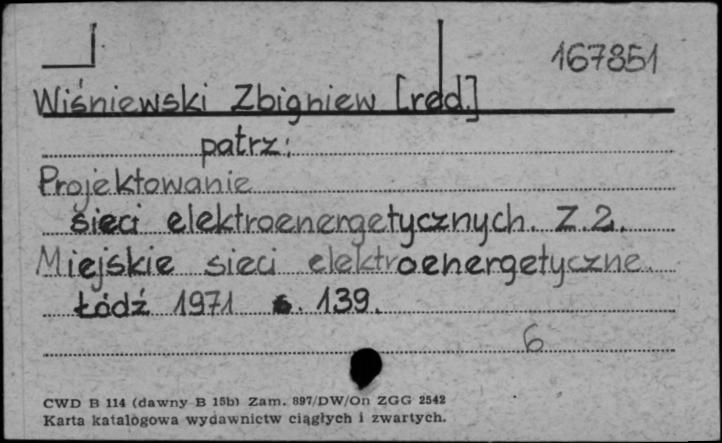 167851
Wiśniewski Zbigniew [red.]
patrz:
Projektowanie
sieci elektroenergetycznych. Z.2.
Miejskie sieci elektroenergetyczne.
Łódź 1971 s. 139.
6
CWD B 114 (dawny B 15b) Zam. 897/DW/On ZGG 2542
Karta katalogowa wydawnictw ciągłych i zwartych.